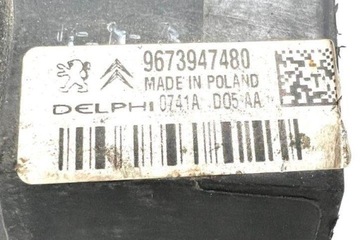 9673947480
MADE IN POLAND
DELPHI 0741A D05 AA